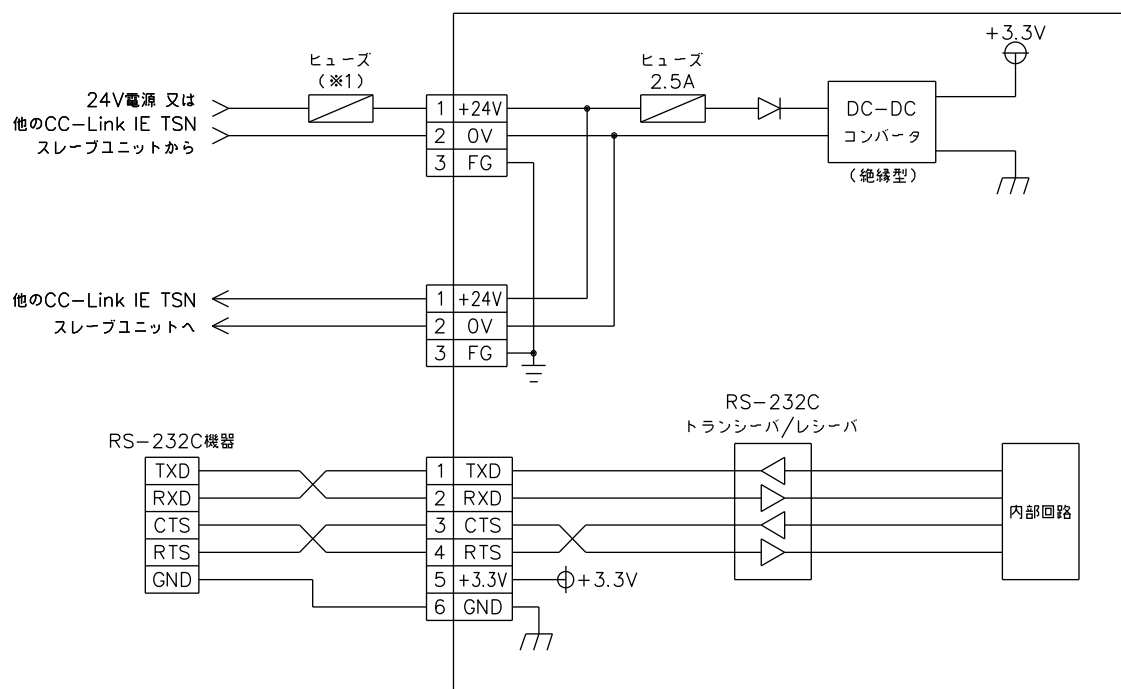 +3.3V
ヒューズ
(※1)
ヒューズ
2.5A
24V電源 又は
他のCC-Link IE TSN
スレーブユニットから
1 +24V
2 0V
3 FG
DC-DC
コンバータ
(絶縁型)
他のCC-Link IE TSN
スレーブユニットへ
1 +24V
2 0V
3 FG
RS-232C
トランシーバ/レシーバ
RS-232C機器
TXD 1 TXD
RXD 2 RXD
CTS 3 CTS
RTS 4 RTS
GND 5 +3.3V +3.3V
6 GND
内部回路